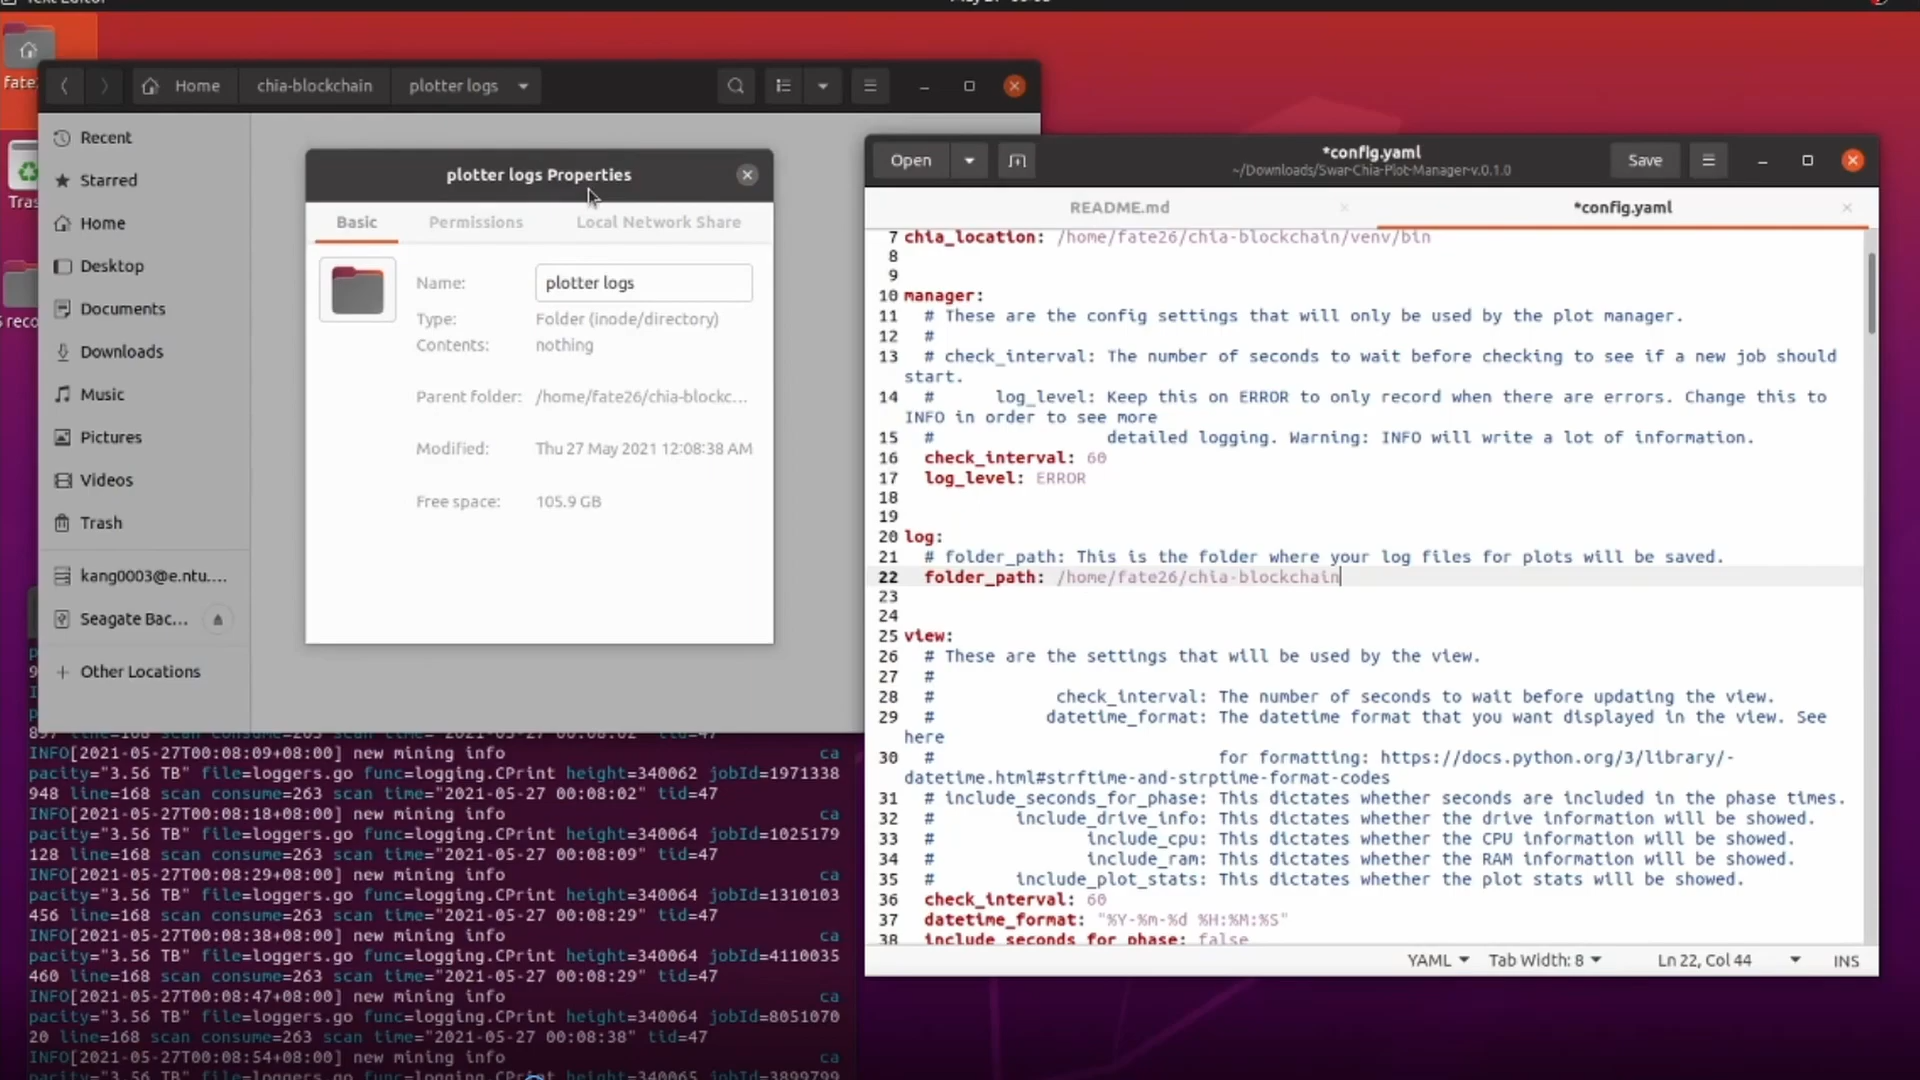 Home
chia-blockchain
plotter logs
Recent
Starred
Home
Desktop
Documents
Downloads
Music
Pictures
Videos
Trash
kang0003@e.ntu....
Seagate Bac...
Other Locations
plotter logs Properties
Basic
Permissions
Local Network Share
Name:
plotter logs
Type:
Folder (inode/directory)
Contents:
nothing
Parent folder:
/home/fate26/chia-blockc...
Modified:
Thu 27 May 2021 12:08:38 AM
Free space:
105.9 GB
Open
*config.yaml
~/Downloads/Swar-Chia-Plot-Manager-v.0.1.0
Save
README.md
*config.yaml
7 chia_location: /home/fate26/chia-blockchain/venv/bin
8
9
10 manager:
11 # These are the config settings that will only be used by the plot manager.
12 #
13 # check_interval: The number of seconds to wait before checking to see if a new job should
start.
14 # log_level: Keep this on ERROR to only record when there are errors. Change this to
INFO in order to see more
15 # detailed logging. Warning: INFO will write a lot of information.
16 check_interval: 60
17 log_level: ERROR
18
19
20 log:
21 # folder_path: This is the folder where your log files for plots will be saved.
22 folder_path: /home/fate26/chia-blockchain
23
24
25 view:
26 # These are the settings that will be used by the view.
27 #
28 # check_interval: The number of seconds to wait before updating the view.
29 # datetime_format: The datetime format that you want displayed in the view. See
here
30 # for formatting: https://docs.python.org/3/library/-
datetime.html#strftime-and-strptime-format-codes
31 # include_seconds_for_phase: This dictates whether seconds are included in the phase times.
32 # include_drive_info: This dictates whether the drive information will be showed.
33 # include_cpu: This dictates whether the CPU information will be showed.
34 # include_ram: This dictates whether the RAM information will be showed.
35 # include_plot_stats: This dictates whether the plot stats will be showed.
36 check_interval: 60
37 datetime_format: "%Y-%m-%d %H:%M:%S"
38 include_seconds_for_phase: false
YAML
Tab Width: 8
Ln 22, Col 44
INS
INFO[2021-05-27T00:08:09+08:00] new mining info ca
pacity="3.56 TB" file=loggers.go func=logging.CPrint height=340062 jobId=1971338
948 line=168 scan consume=263 scan time="2021-05-27 00:08:02" tid=47
INFO[2021-05-27T00:08:18+08:00] new mining info ca
pacity="3.56 TB" file=loggers.go func=logging.CPrint height=340064 jobId=1025179
128 line=168 scan consume=263 scan time="2021-05-27 00:08:09" tid=47
INFO[2021-05-27T00:08:29+08:00] new mining info ca
pacity="3.56 TB" file=loggers.go func=logging.CPrint height=340064 jobId=1310103
456 line=168 scan consume=263 scan time="2021-05-27 00:08:29" tid=47
INFO[2021-05-27T00:08:38+08:00] new mining info ca
pacity="3.56 TB" file=loggers.go func=logging.CPrint height=340064 jobId=4110035
460 line=168 scan consume=263 scan time="2021-05-27 00:08:29" tid=47
INFO[2021-05-27T00:08:47+08:00] new mining info ca
pacity="3.56 TB" file=loggers.go func=logging.CPrint height=340064 jobId=8051070
20 line=168 scan consume=263 scan time="2021-05-27 00:08:38" tid=47
INFO[2021-05-27T00:08:54+08:00] new mining info ca
pacity="3.56 TB" file=loggers.go func=logging.CPrint height=340065 jobId=3899799